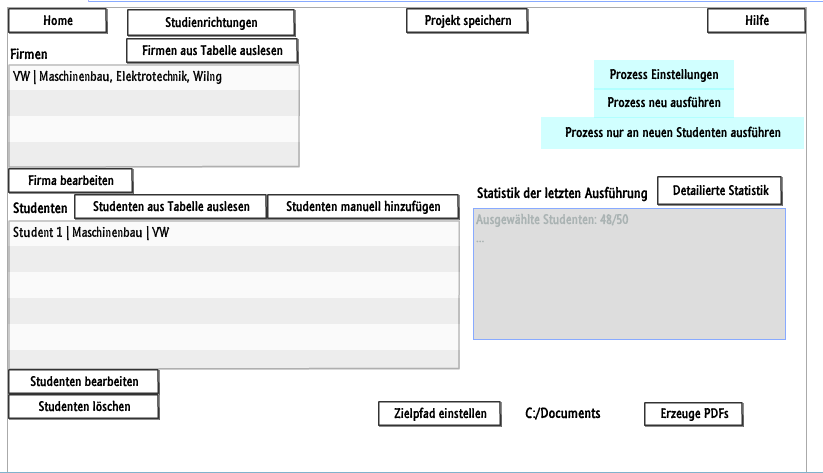 Home
Studienrichtungen
Projekt speichern
Hilfe
Firmen
Firmen aus Tabelle auslesen
VW | Maschinenbau, Elektrotechnik, WiIng
Prozess Einstellungen
Prozess neu ausführen
Prozess nur an neuen Studenten ausführen
Firma bearbeiten
Studenten
Studenten aus Tabelle auslesen
Studenten manuell hinzufügen
Statistik der letzten Ausführung
Detailierte Statistik
Student 1 | Maschinenbau | VW
Ausgewählte Studenten: 48/50
...
Studenten bearbeiten
Studenten löschen
Zielpfad einstellen
C:/Documents
Erzeuge PDFs